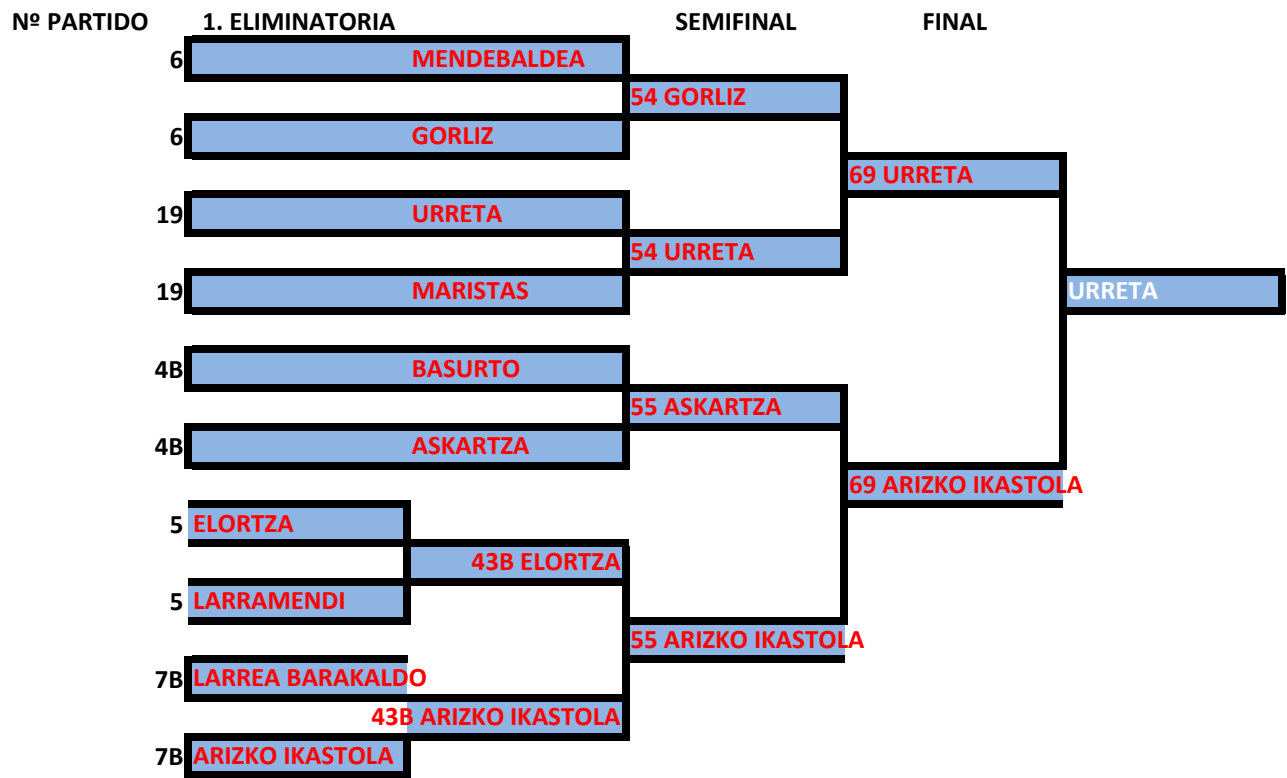 Nº PARTIDO 1. ELIMINATORIA SEMIFINAL FINAL
6 MENDEBALDEA
54 GORLIZ
6 GORLIZ
69 URRETA
19 URRETA
54 URRETA
19 MARISTAS
URRETA
4B BASURTO
55 ASKARTZA
4B ASKARTZA
69 ARIZKO IKASTOLA
5 ELORTZA
43B ELORTZA
5 LARRAMENDI
55 ARIZKO IKASTOLA
7B LARREA BARAKALDO
43B ARIZKO IKASTOLA
7B ARIZKO IKASTOLA